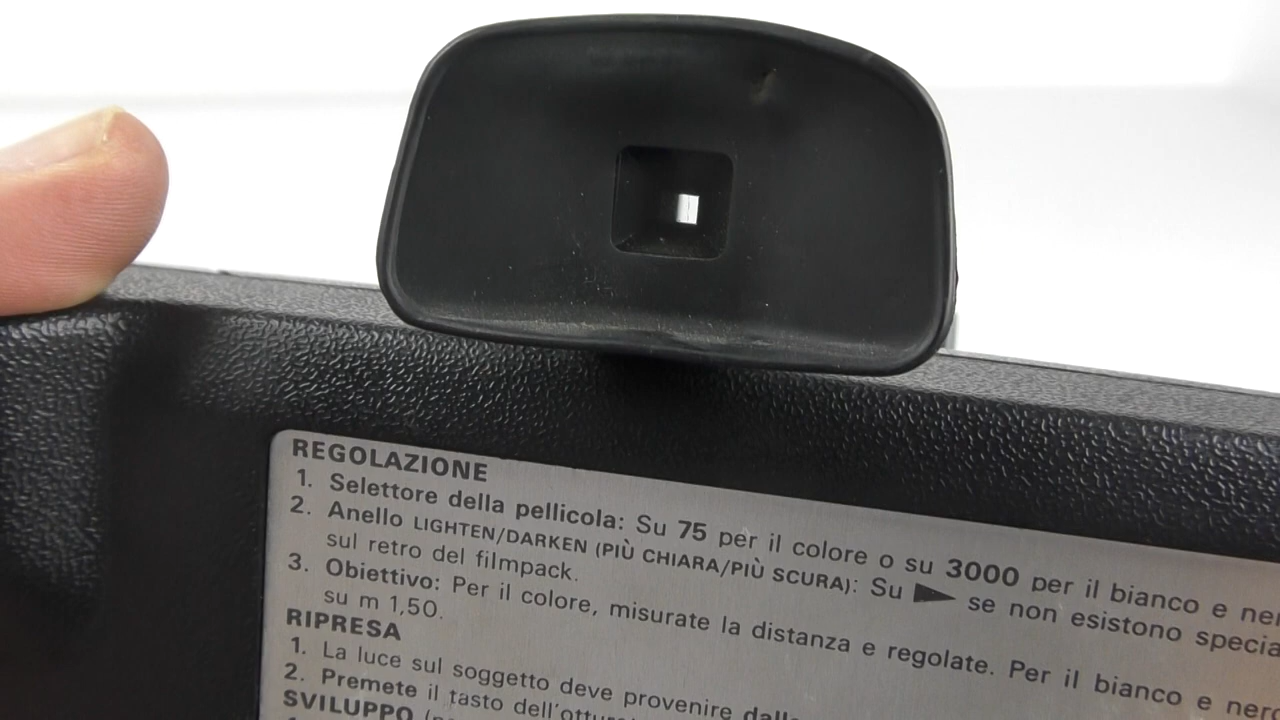 REGOLAZIONE
1. Selettore della pellicola: Su 75 per il colore o su 3000 per il bianco e
2. Anello LIGHTEN/DARKEN (PIÙ CHIARA/PIÙ SCURA): Su ▶ se non esistono
sul retro del filmpack.
3. Obiettivo: Per il colore, misurate la distanza e regolate. Per il bianco e nero
su m 1,50.
RIPRESA
1. La luce sul soggetto deve provenire
2. Premete il tasto
SVILUPPO